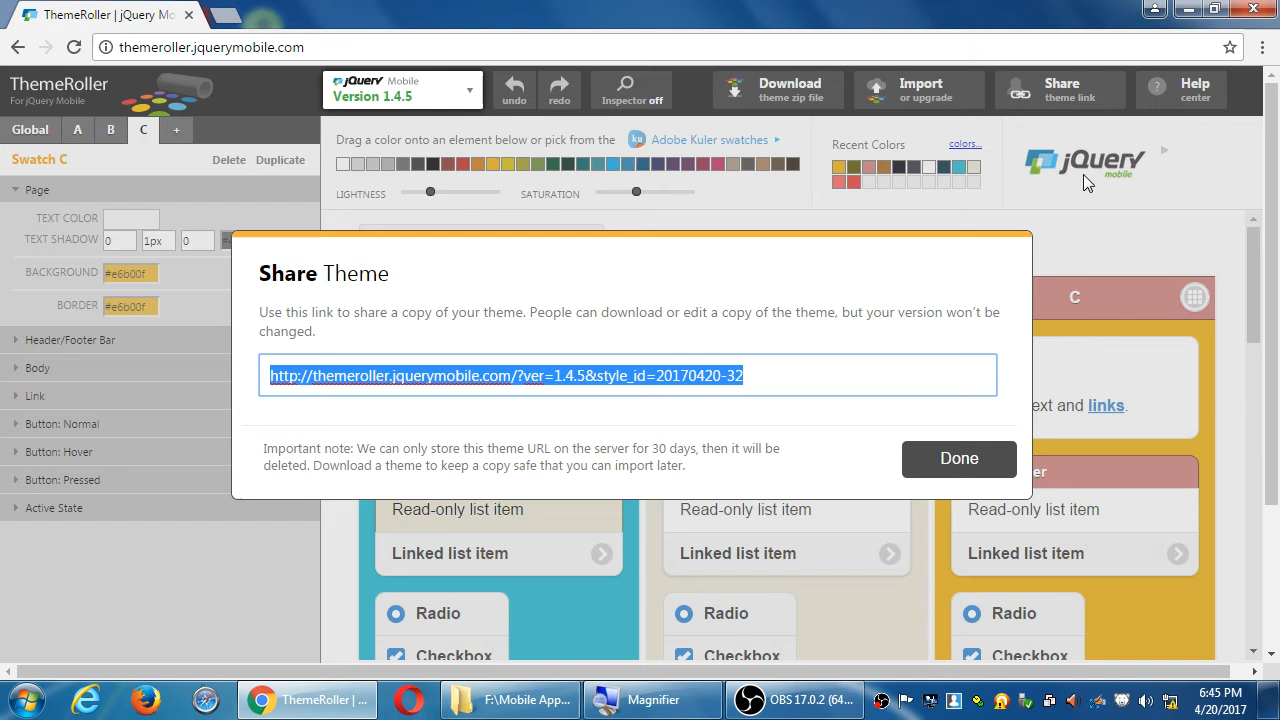 ThemeRoller | jQuery Mo
themeroller.jquerymobile.com
ThemeRoller
For jQuery Mobile
jQuery Mobile
Version 1.4.5
undo
redo
Inspector off
Download
theme zip file
Import
or upgrade
Share
theme link
Help
center
Global A B C +
Drag a color onto an element below or pick from the ku Adobe Kuler swatches
Recent Colors colors...
jQuery
mobile
LIGHTNESS
SATURATION
Swatch C Delete Duplicate
Page
TEXT COLOR
TEXT SHADOW 0 1px 0
BACKGROUND #e6b00f
BORDER #e6b00f
Header/Footer Bar
Body
Link
Button: Normal
Button: Hover
Button: Pressed
Active State
Share Theme
Use this link to share a copy of your theme. People can download or edit a copy of the theme, but your version won't be
changed.
http://themeroller.jquerymobile.com/?ver=1.4.5&style_id=20170420-32
Important note: We can only store this theme URL on the server for 30 days, then it will be
deleted. Download a theme to keep a copy safe that you can import later.
Done
C
ext and links.
er
Read-only list item
Linked list item
Radio
Checkbox
Read-only list item
Linked list item
Radio
Checkbox
Read-only list item
Linked list item
Radio
Checkbox
ThemeRoller | ...
F:\Mobile App...
Magnifier
OBS 17.0.2 (64...
6:45 PM
4/20/2017